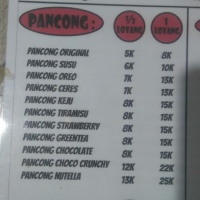 PANCONG : 1/2 LOYANG 1 LOYANG
PANCONG ORIGINAL 5K 8K
PANCONG SUSU 6K 10K
PANCONG OREO 7K 13K
PANCONG CERES 7K 13K
PANCONG KEJU 8K 15K
PANCONG TIRAMISU 8K 15K
PANCONG STRAWBERRY 8K 15K
PANCONG GREENTEA 8K 15K
PANCONG CHOCOLATE 8K 15K
PANCONG CHOCO CRUNCHY 12K 22K
PANCONG NUTELLA 13K 25K